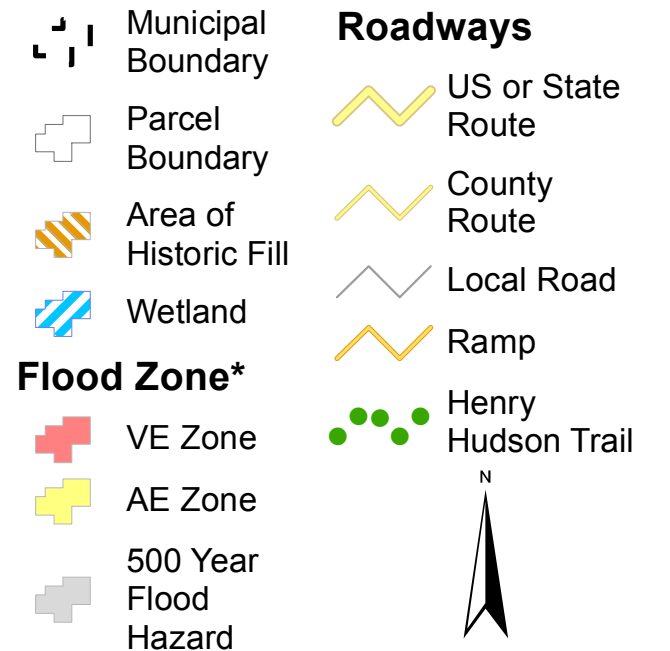 Municipal
Boundary
Parcel
Boundary
Area of
Historic Fill
Wetland
Flood Zone*
VE Zone
AE Zone
500 Year
Flood
Hazard
Roadways
US or State
Route
County
Route
Local Road
Ramp
Henry
Hudson Trail
N